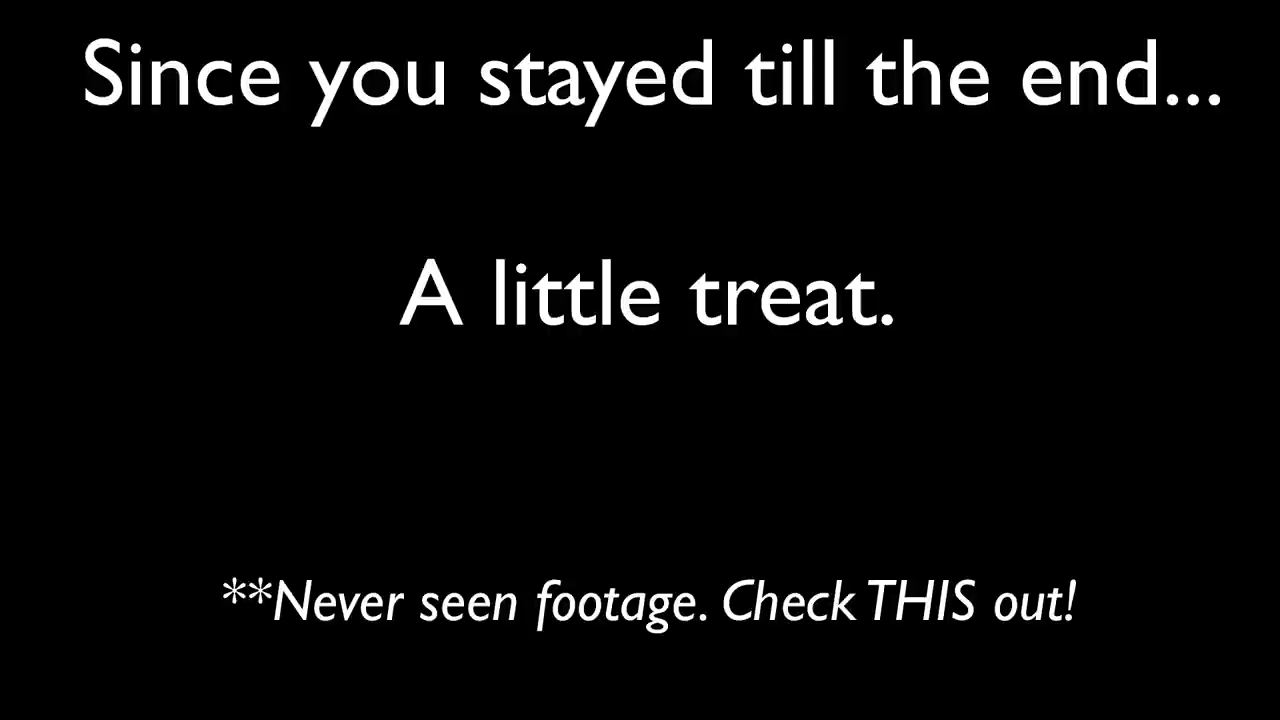 Since you stayed till the end...
A little treat.
**Never seen footage. Check THIS out!